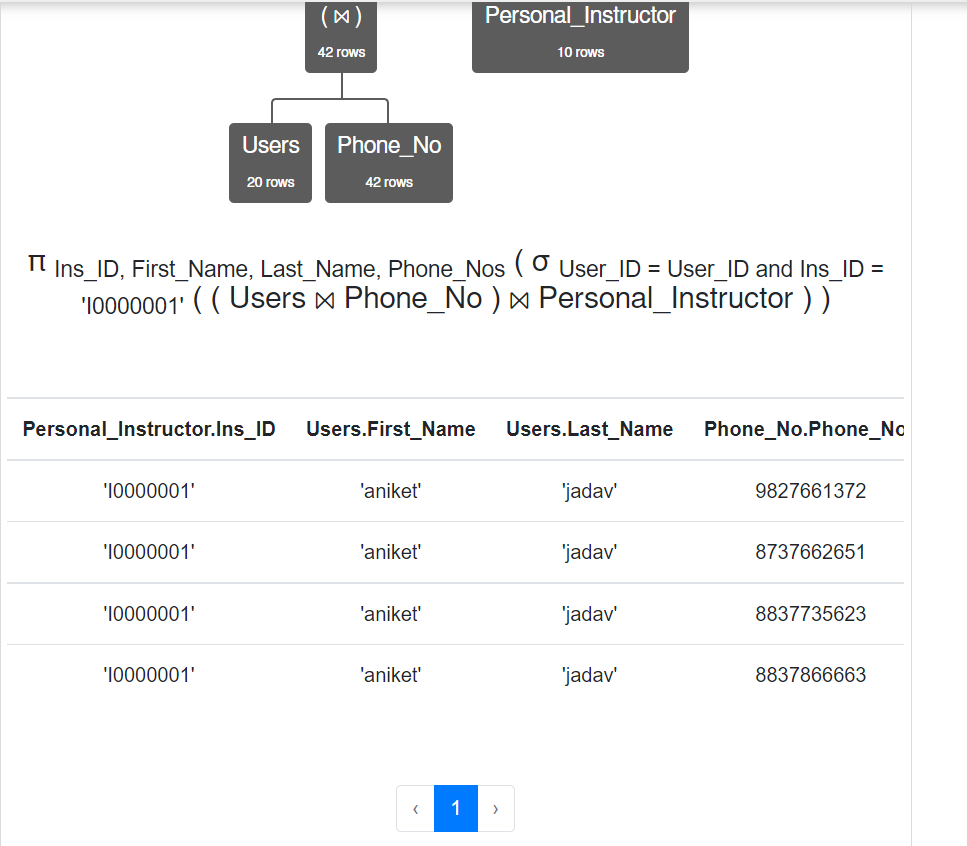 ( ⋈ )
42 rows
Personal_Instructor
10 rows
Users
20 rows
Phone_No
42 rows
π Ins_ID, First_Name, Last_Name, Phone_Nos ( σ User_ID = User_ID and Ins_ID =
'I0000001' ( ( Users ⋈ Phone_No ) ⋈ Personal_Instructor ) )
Personal_Instructor.Ins_ID Users.First_Name Users.Last_Name Phone_No.Phone_No
'I0000001' 'aniket' 'jadav' 9827661372
'I0000001' 'aniket' 'jadav' 8737662651
'I0000001' 'aniket' 'jadav' 8837735623
'I0000001' 'aniket' 'jadav' 8837866663
‹ 1 ›